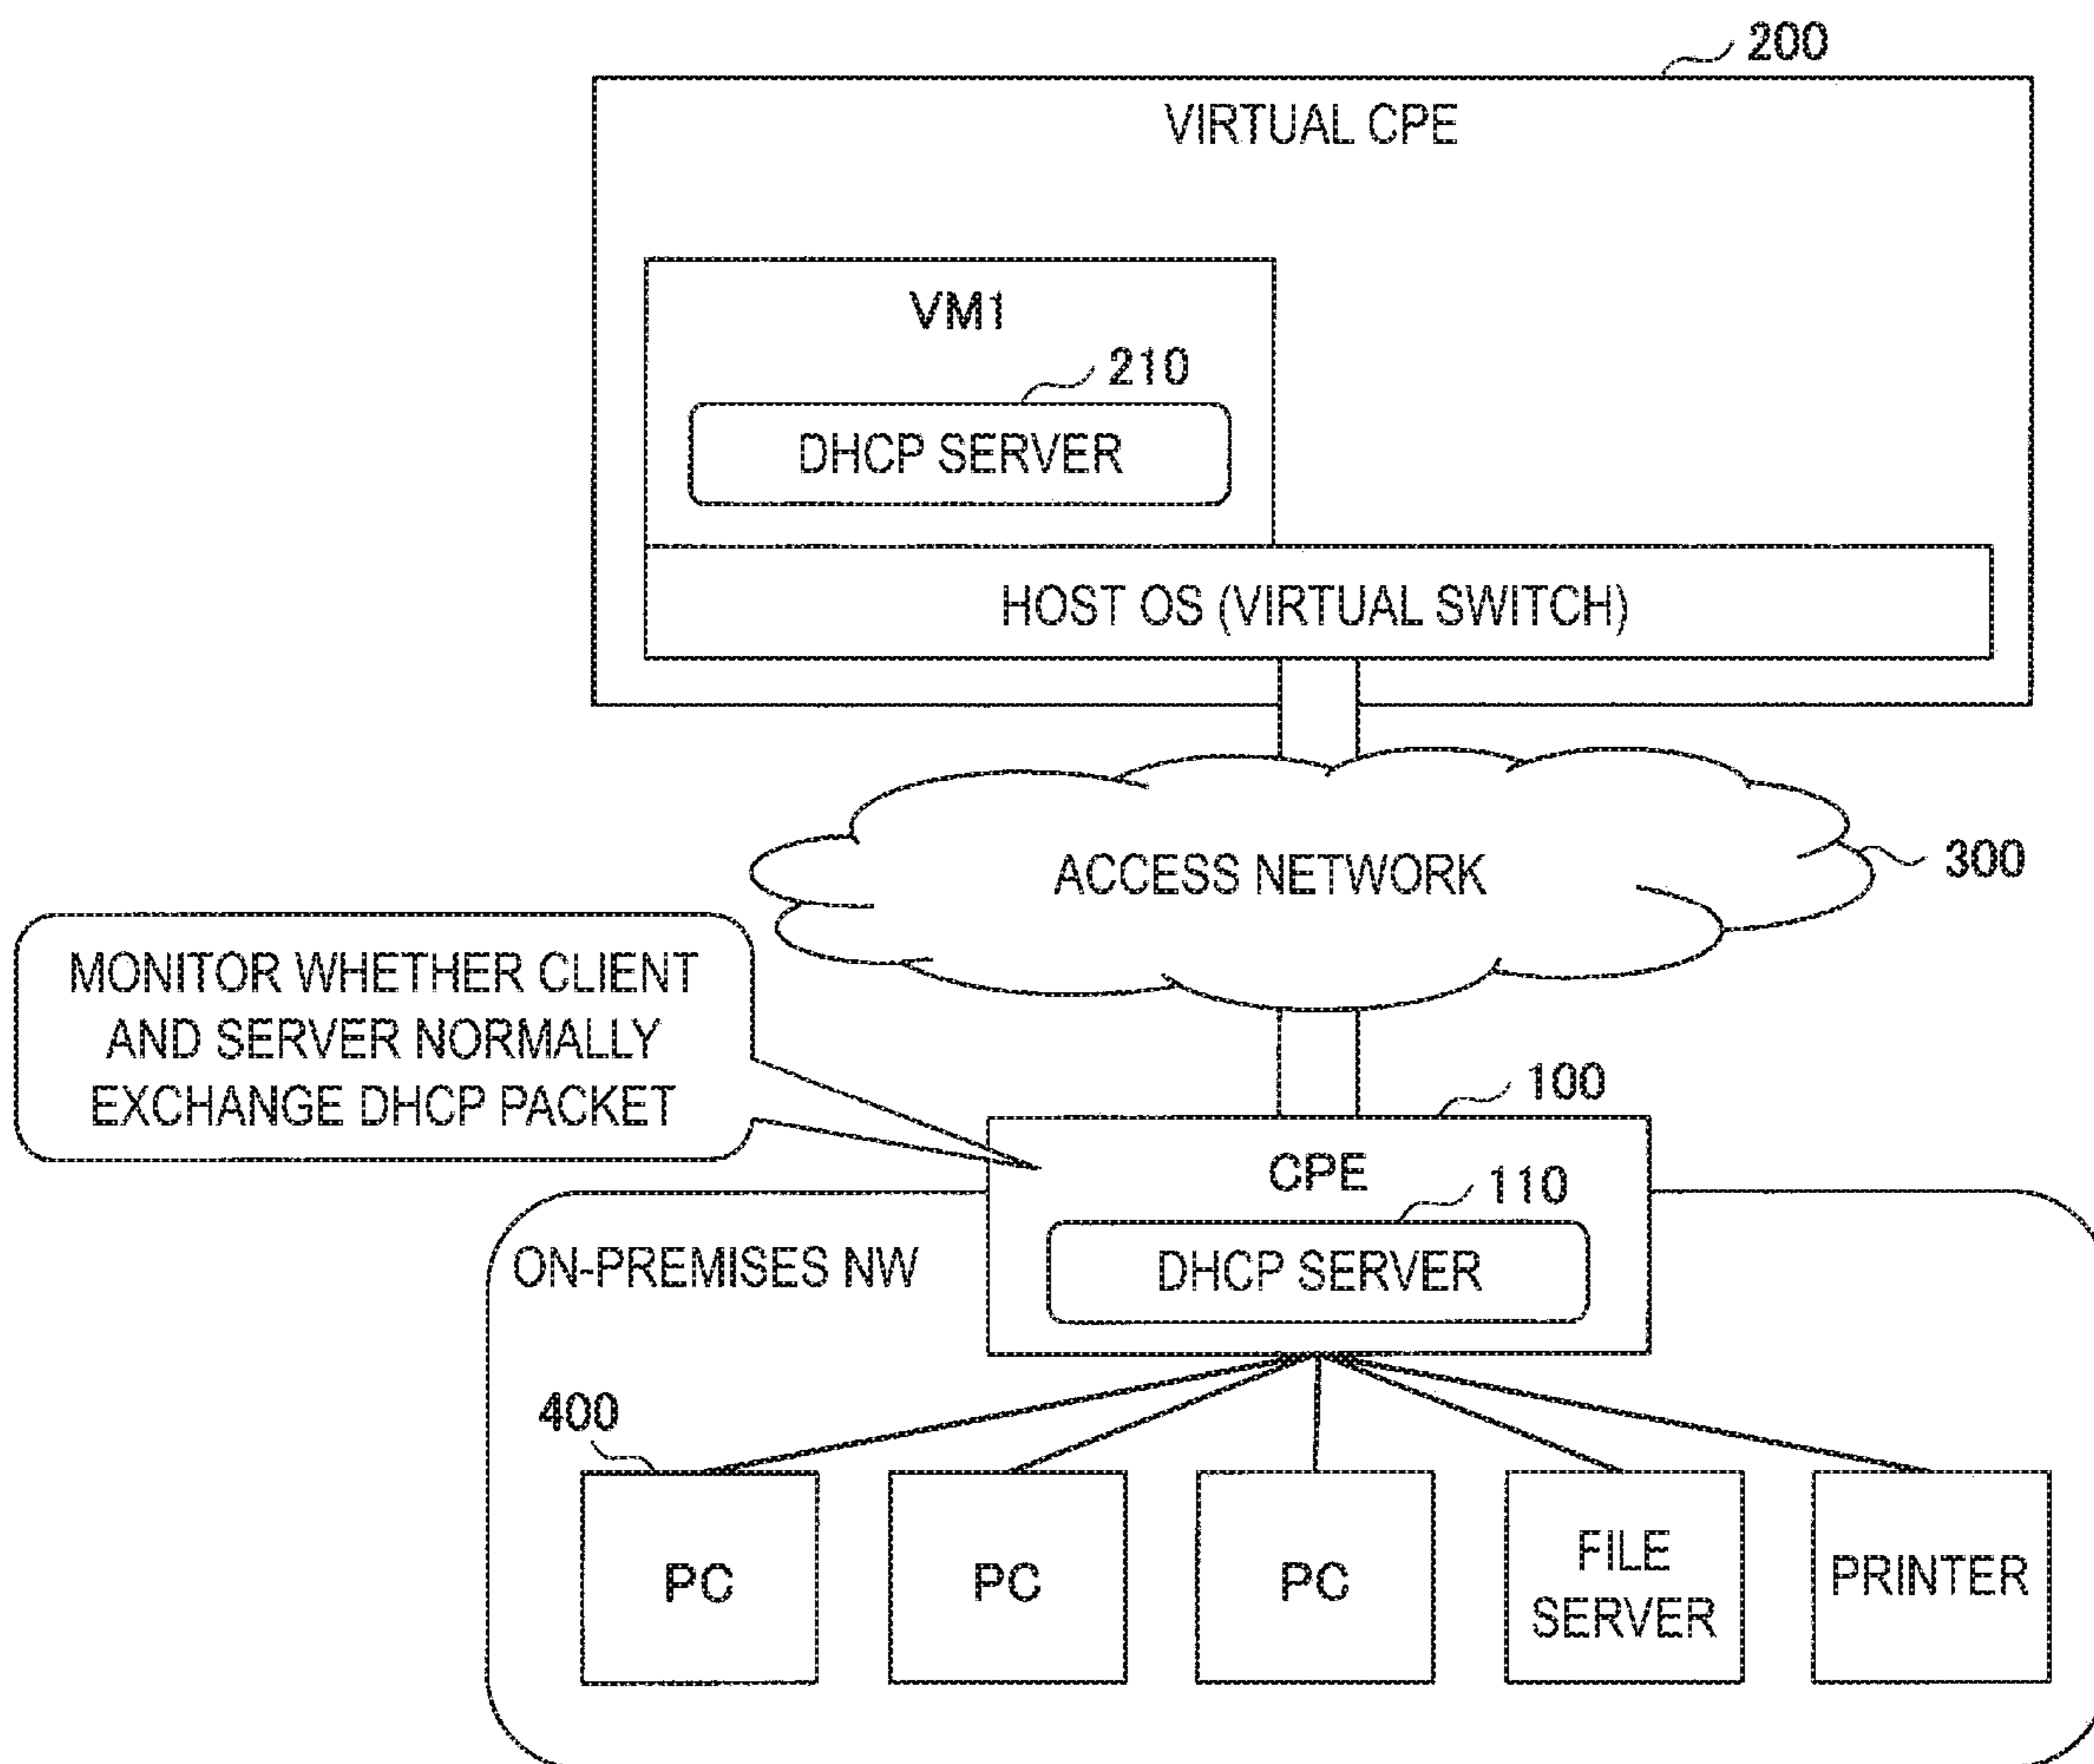 200
VIRTUAL CPE
VM1
210
DHCP SERVER
HOST OS (VIRTUAL SWITCH)
ACCESS NETWORK
300
MONITOR WHETHER CLIENT
AND SERVER NORMALLY
EXCHANGE DHCP PACKET
100
CPE
110
DHCP SERVER
ON-PREMISES NW
400
PC
PC
PC
FILE
SERVER
PRINTER